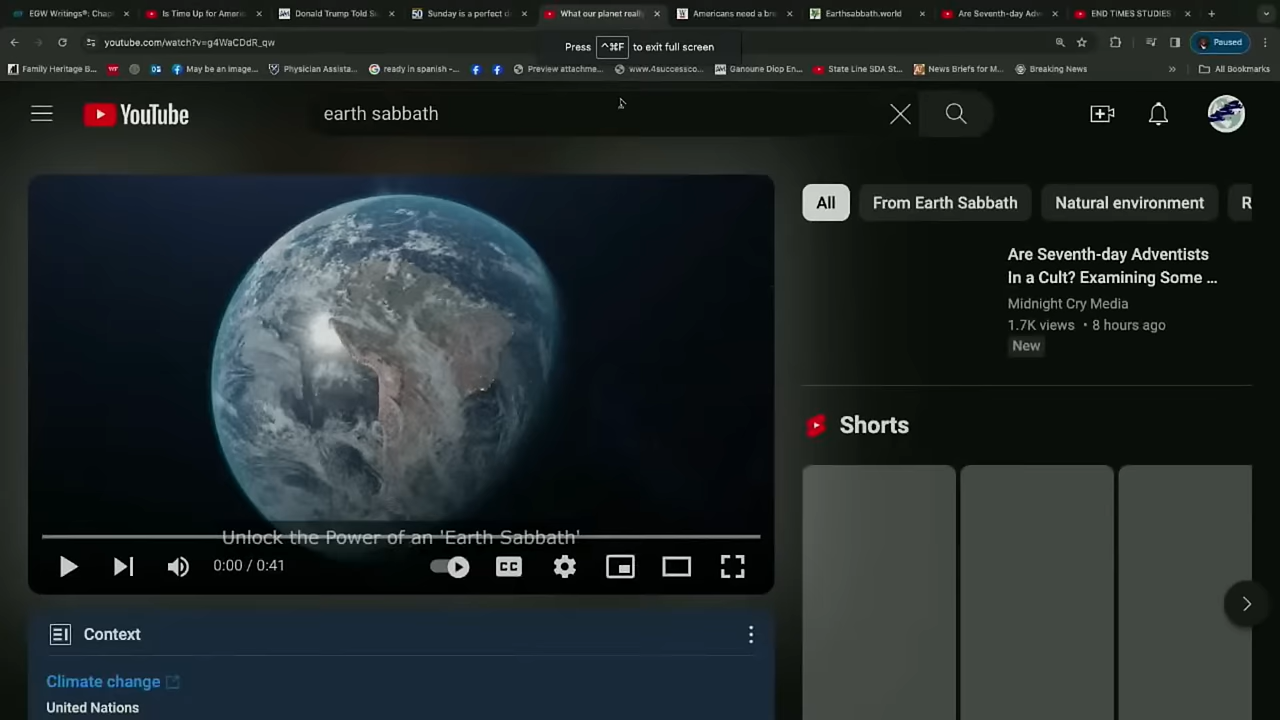 EGW Writings®: Chap
Is Time Up for Ameri
Donald Trump Told S
Sunday is a perfect d
What our planet reall
Americans need a bre
Earthsabbath.world
Are Seventh-day Adv
END TIMES STUDIES
youtube.com/watch?v=g4WaCDdR_qw
Press ^⌘F to exit full screen
Paused
Family Heritage B...
May be an image...
Physician Assista...
ready in spanish -...
Preview attachme...
www.4successco...
Ganoune Diop En...
State Line SDA St...
News Briefs for M...
Breaking News
»
All Bookmarks
YouTube
earth sabbath
All
From Earth Sabbath
Natural environment
R
Are Seventh-day Adventists
In a Cult? Examining Some ...
Midnight Cry Media
1.7K views • 8 hours ago
New
Shorts
Unlock the Power of an 'Earth Sabbath'
0:00 / 0:41
CC
Context
Climate change
United Nations